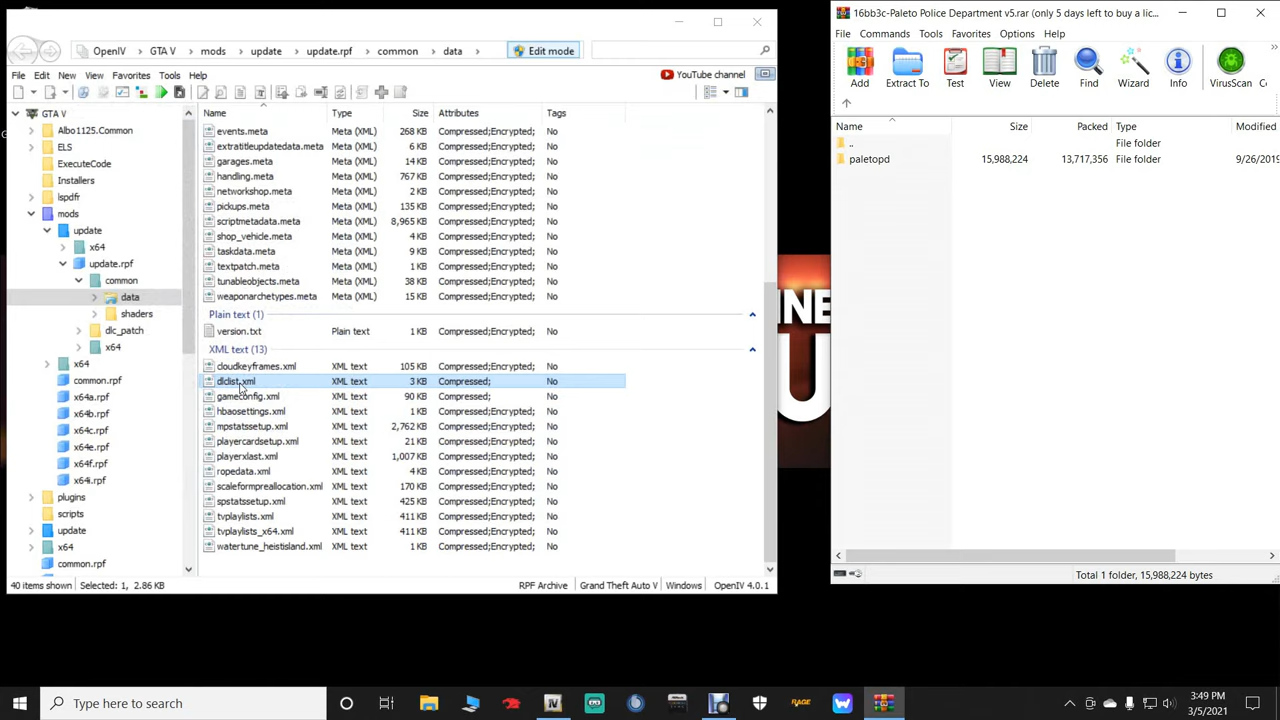 OpenIV
GTA V
mods
update
update.rpf
common
data
Edit mode
File Edit New View Favorites Tools Help
YouTube channel
GTA V
Albo1125.Common
ELS
ExecuteCode
Installers
lspdfr
mods
update
x64
update.rpf
common
data
shaders
dlc_patch
x64
x64
common.rpf
x64a.rpf
x64b.rpf
x64c.rpf
x64e.rpf
x64f.rpf
x64i.rpf
plugins
scripts
update
x64
common.rpf
Name Type Size Attributes Tags
events.meta Meta (XML) 268 KB Compressed;Encrypted; No
extratitleupdatedata.meta Meta (XML) 6 KB Compressed;Encrypted; No
garages.meta Meta (XML) 14 KB Compressed;Encrypted; No
handling.meta Meta (XML) 767 KB Compressed;Encrypted; No
networkshop.meta Meta (XML) 2 KB Compressed;Encrypted; No
pickups.meta Meta (XML) 135 KB Compressed;Encrypted; No
scriptmetadata.meta Meta (XML) 8,965 KB Compressed;Encrypted; No
shop_vehicle.meta Meta (XML) 4 KB Compressed;Encrypted; No
taskdata.meta Meta (XML) 9 KB Compressed;Encrypted; No
textpatch.meta Meta (XML) 1 KB Compressed;Encrypted; No
tunableobjects.meta Meta (XML) 38 KB Compressed;Encrypted; No
weaponarchetypes.meta Meta (XML) 15 KB Compressed;Encrypted; No
Plain text (1)
version.txt Plain text 1 KB Compressed;Encrypted; No
XML text (13)
cloudkeyframes.xml XML text 105 KB Compressed;Encrypted; No
dlclist.xml XML text 3 KB Compressed; No
gameconfig.xml XML text 90 KB Compressed; No
hbaosettings.xml XML text 1 KB Compressed;Encrypted; No
mpstatssetup.xml XML text 2,762 KB Compressed;Encrypted; No
playercardsetup.xml XML text 21 KB Compressed;Encrypted; No
playerxlast.xml XML text 1,007 KB Compressed;Encrypted; No
ropedata.xml XML text 4 KB Compressed;Encrypted; No
scaleformpreallocation.xml XML text 170 KB Compressed;Encrypted; No
spstatssetup.xml XML text 425 KB Compressed;Encrypted; No
tvplaylists.xml XML text 411 KB Compressed;Encrypted; No
tvplaylists_x64.xml XML text 411 KB Compressed;Encrypted; No
watertune_heistisland.xml XML text 1 KB Compressed;Encrypted; No
40 items shown Selected: 1, 2.86 KB
RPF Archive Grand Theft Auto V Windows OpenIV 4.0.1
16bb3c-Paleto Police Department v5.rar (only 5 days left to buy a lic...
File Commands Tools Favorites Options Help
Add Extract To Test View Delete Find Wizard Info VirusScan
Name Size Packed Type Modified
.. File folder
paletopd 15,988,224 13,717,356 File folder 9/26/201
Total 1 folder, 15,988,224 bytes
NE
U
Type here to search
IV
RAGE
3:49 PM
3/5/2021